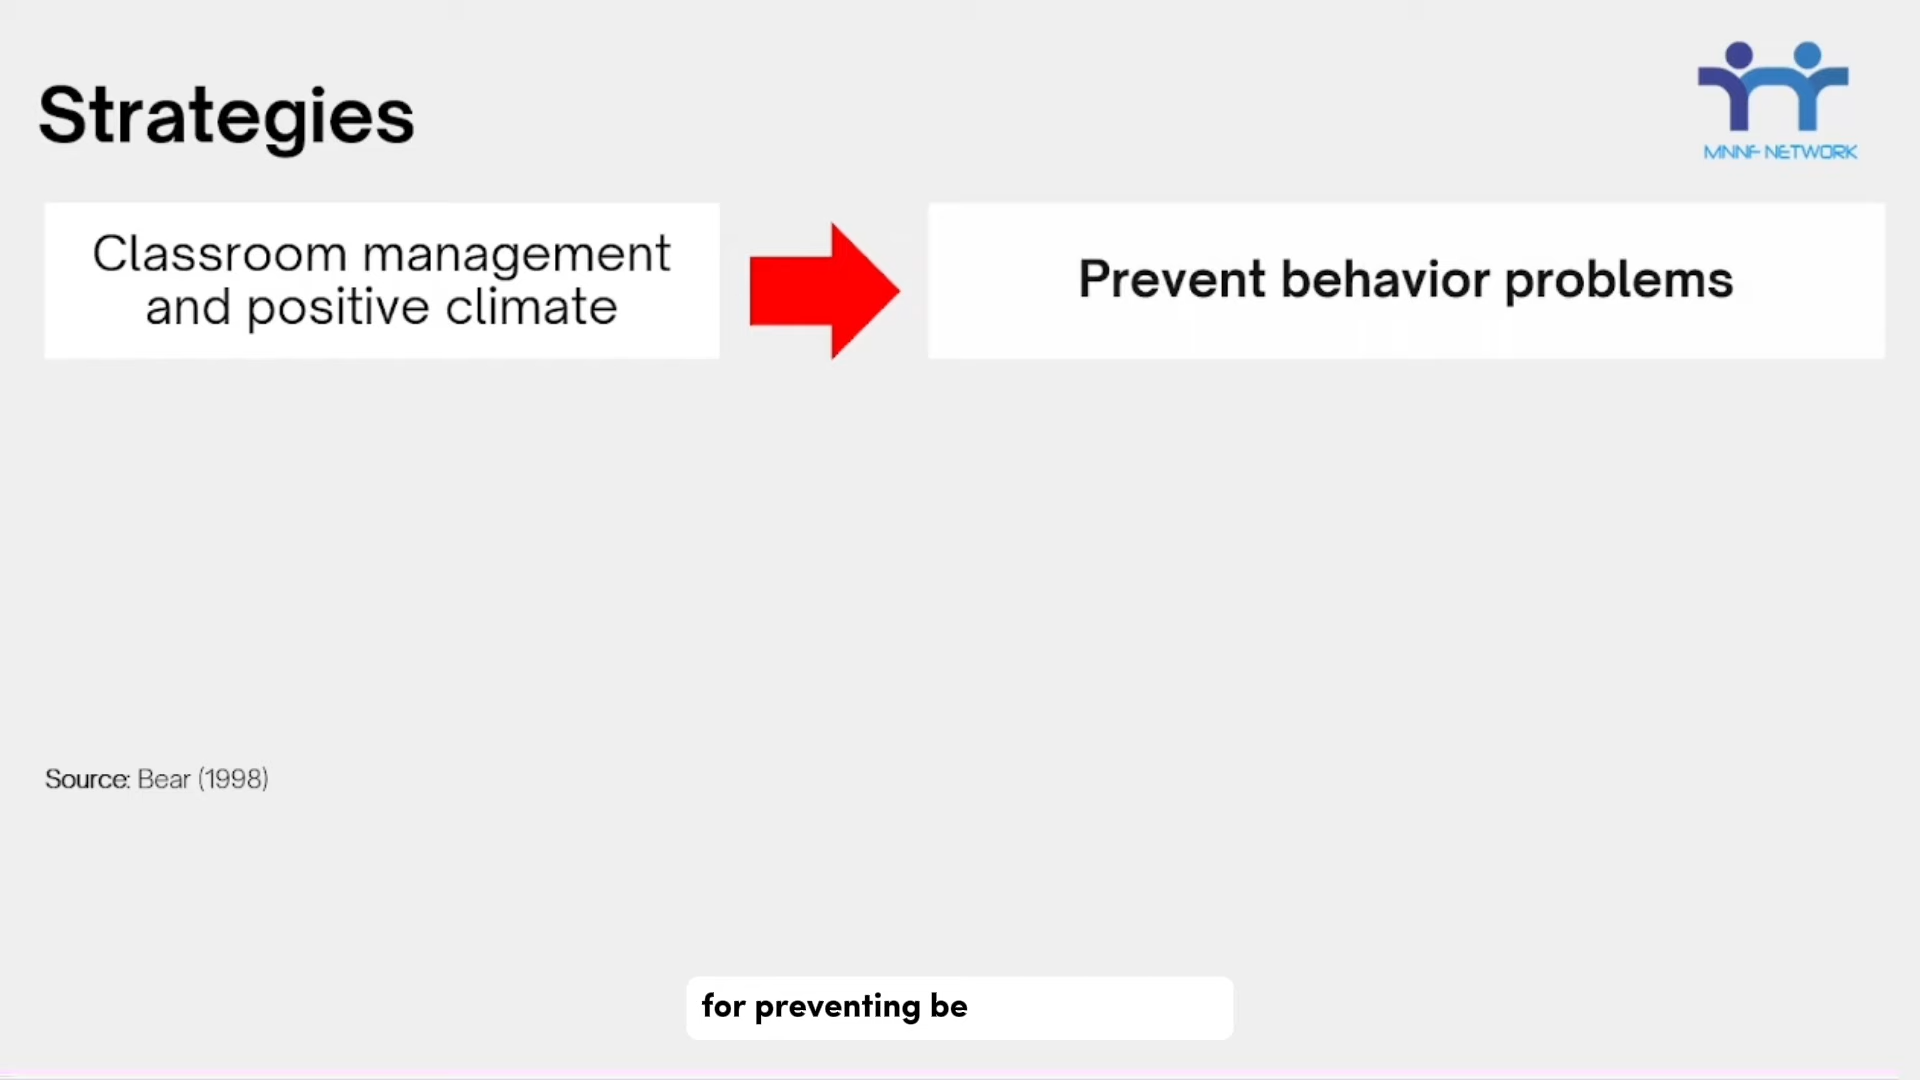 Strategies
MNNF NETWORK
Classroom management
and positive climate
Prevent behavior problems
Source: Bear (1998)
for preventing be